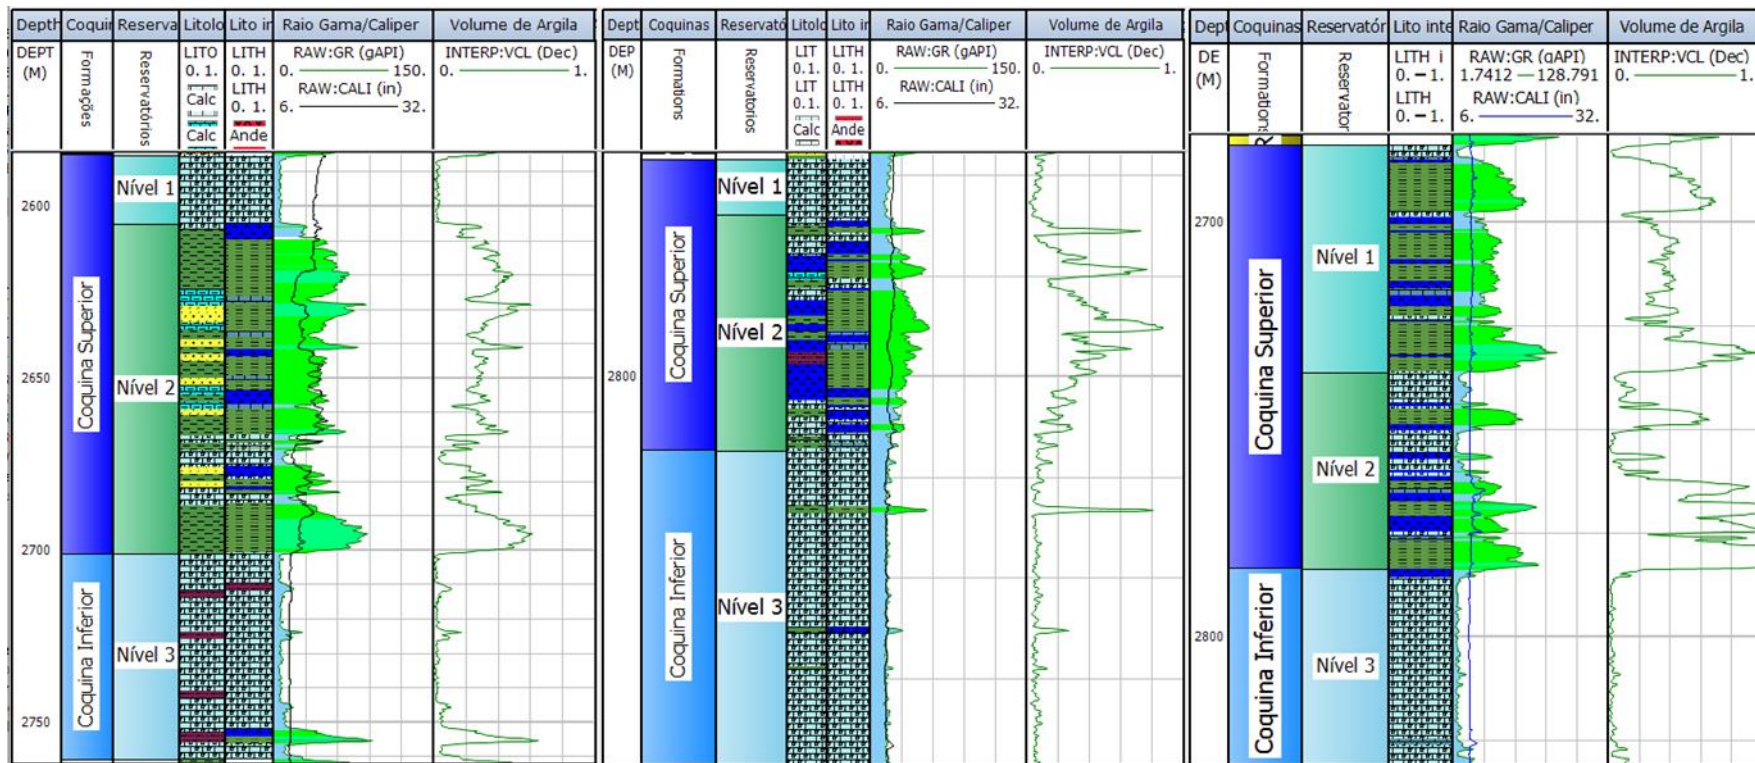 Depth
Coquir
Reserva
Litolo
Lito ir
Raio Gama/Caliper
Volume de Argila
DEPT
(M)
Formações
Reservatórios
LITO
0. 1.
Calc
Calc
LITH
0. 1.
LITH
0. 1.
Ande
RAW:GR (gAPI)
0. 150.
RAW:CALI (in)
6. 32.
INTERP:VCL (Dec)
0. 1.
2600
2650
2700
2750
Coquina Superior
Coquina Inferior
Nível 1
Nível 2
Nível 3
Dept
Coquinas
Reservató
Litolo
Lito in
Raio Gama/Caliper
Volume de Argila
DEP
(M)
Formations
Reservatorios
LIT
0. 1.
LIT
0. 1.
Calc
LITH
0. 1.
LITH
0. 1.
Ande
RAW:GR (gAPI)
0. 150.
RAW:CALI (in)
6. 32.
INTERP:VCL (Dec)
0. 1.
2800
Coquina Superior
Coquina Inferior
Nível 1
Nível 2
Nível 3
Dept
Coquinas
Reservatór
Lito inte
Raio Gama/Caliper
Volume de Argila
DE
(M)
Formations
Reservator
LITH i
0. 1.
LITH
0. 1.
RAW:GR (gAPI)
1.7412 128.791
RAW:CALI (in)
6. 32.
INTERP:VCL (Dec)
0. 1.
R
2700
2800
Coquina Superior
Coquina Inferior
Nível 1
Nível 2
Nível 3